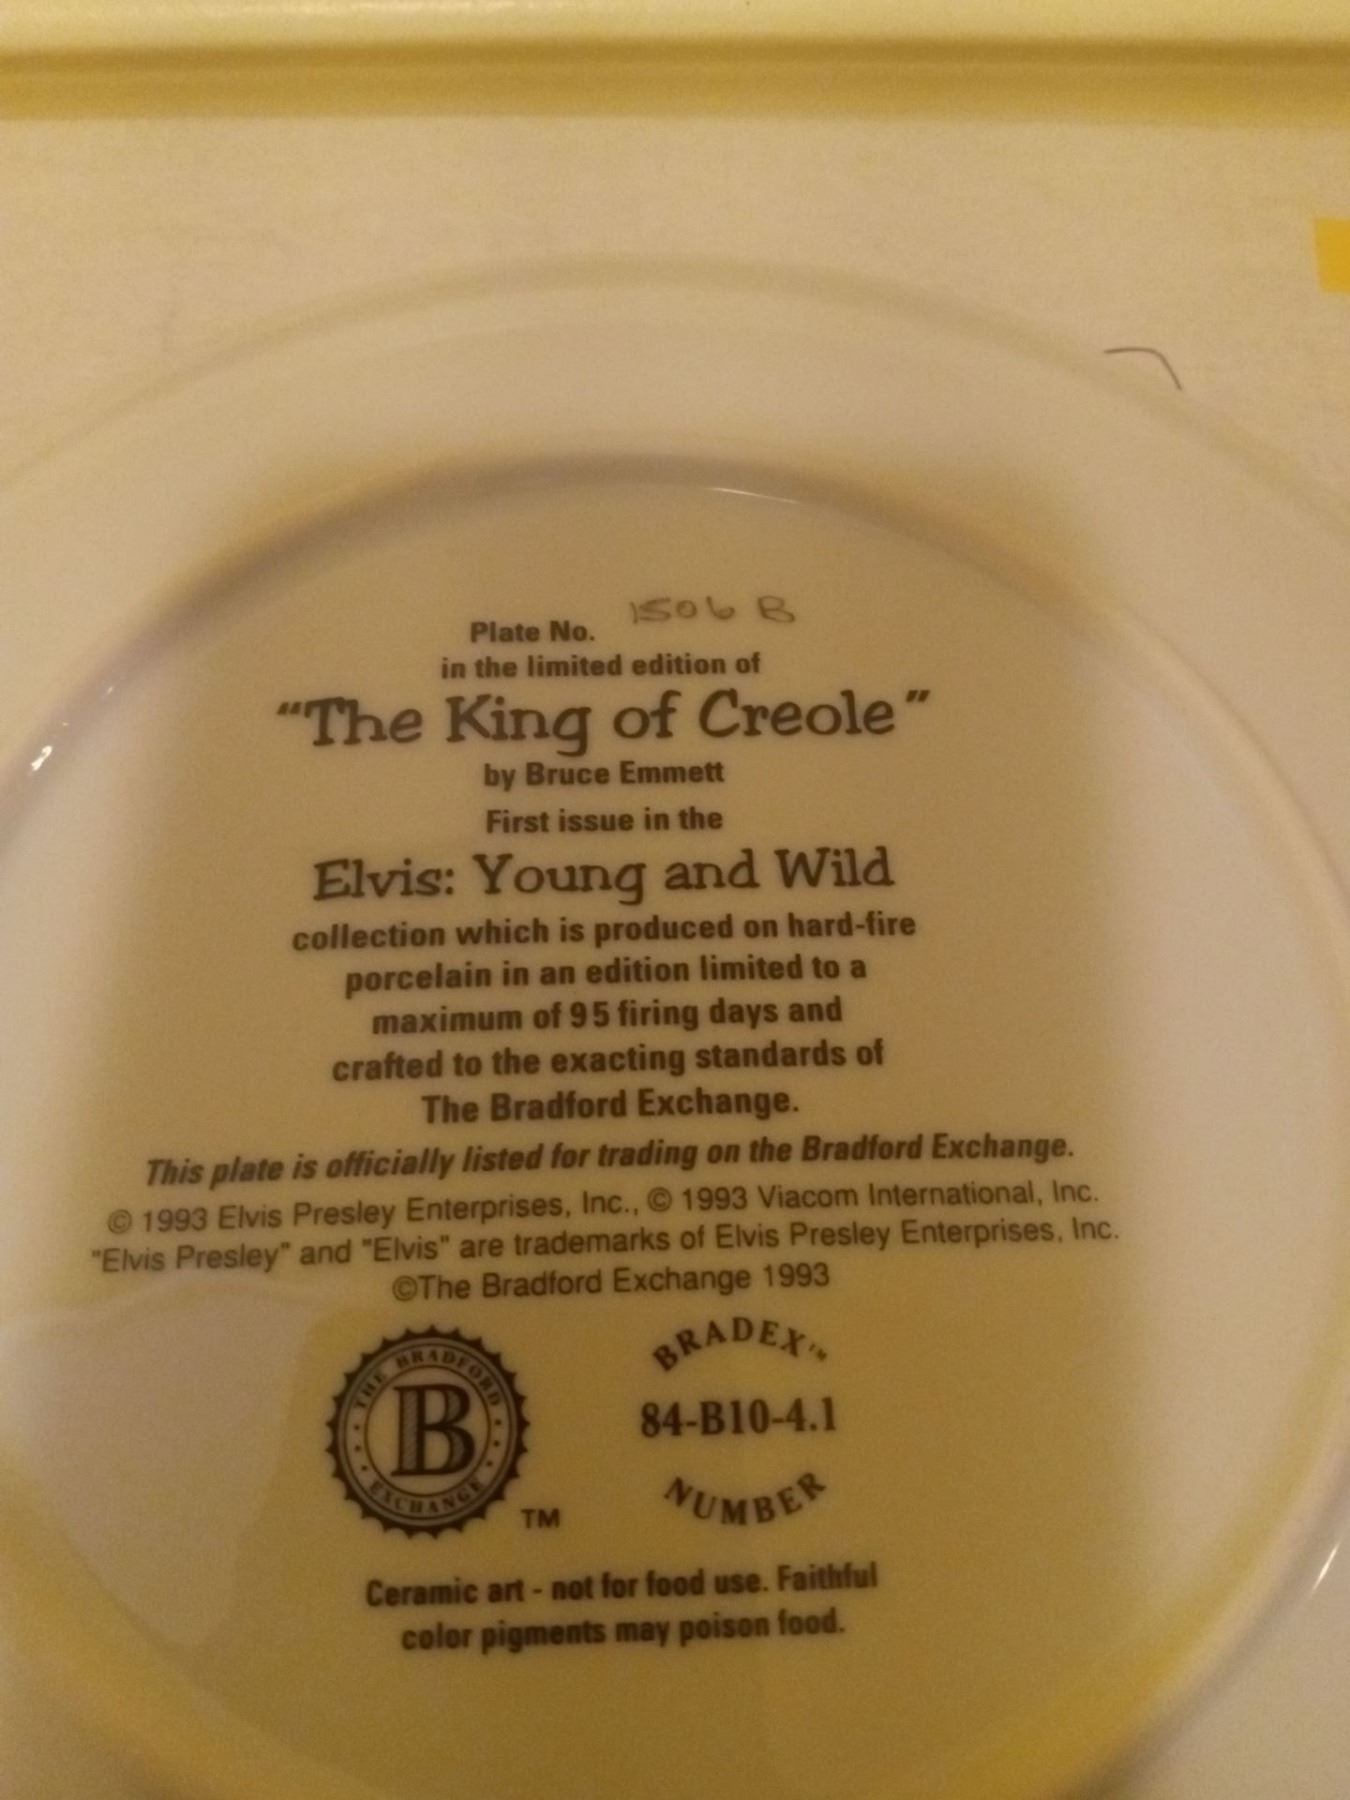 Plate No. 1506 B
in the limited edition of
"The King of Creole"
by Bruce Emmett
First issue in the
Elvis: Young and Wild
collection which is produced on hard-fire
porcelain in an edition limited to a
maximum of 95 firing days and
crafted to the exacting standards of
The Bradford Exchange.
This plate is officially listed for trading on the Bradford Exchange.
© 1993 Elvis Presley Enterprises, Inc., © 1993 Viacom International, Inc.
"Elvis Presley" and "Elvis" are trademarks of Elvis Presley Enterprises, Inc.
©The Bradford Exchange 1993
THE BRADFORD
B
EXCHANGE
TM
BRADEX™
84-B10-4.1
NUMBER
Ceramic art - not for food use. Faithful
color pigments may poison food.